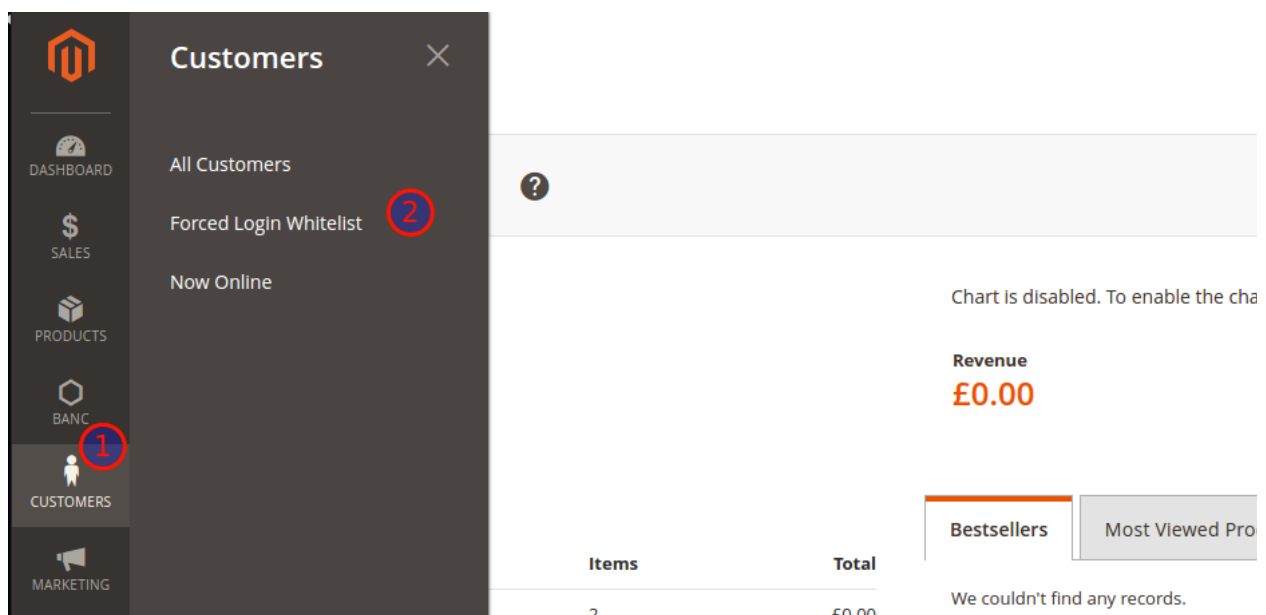 Customers
DASHBOARD
All Customers
Forced Login Whitelist
2
SALES
Now Online
PRODUCTS
BANC
1
CUSTOMERS
MARKETING
?
Chart is disabled. To enable the cha
Revenue
£0.00
Bestsellers
Most Viewed Pro
Items
Total
We couldn't find any records.